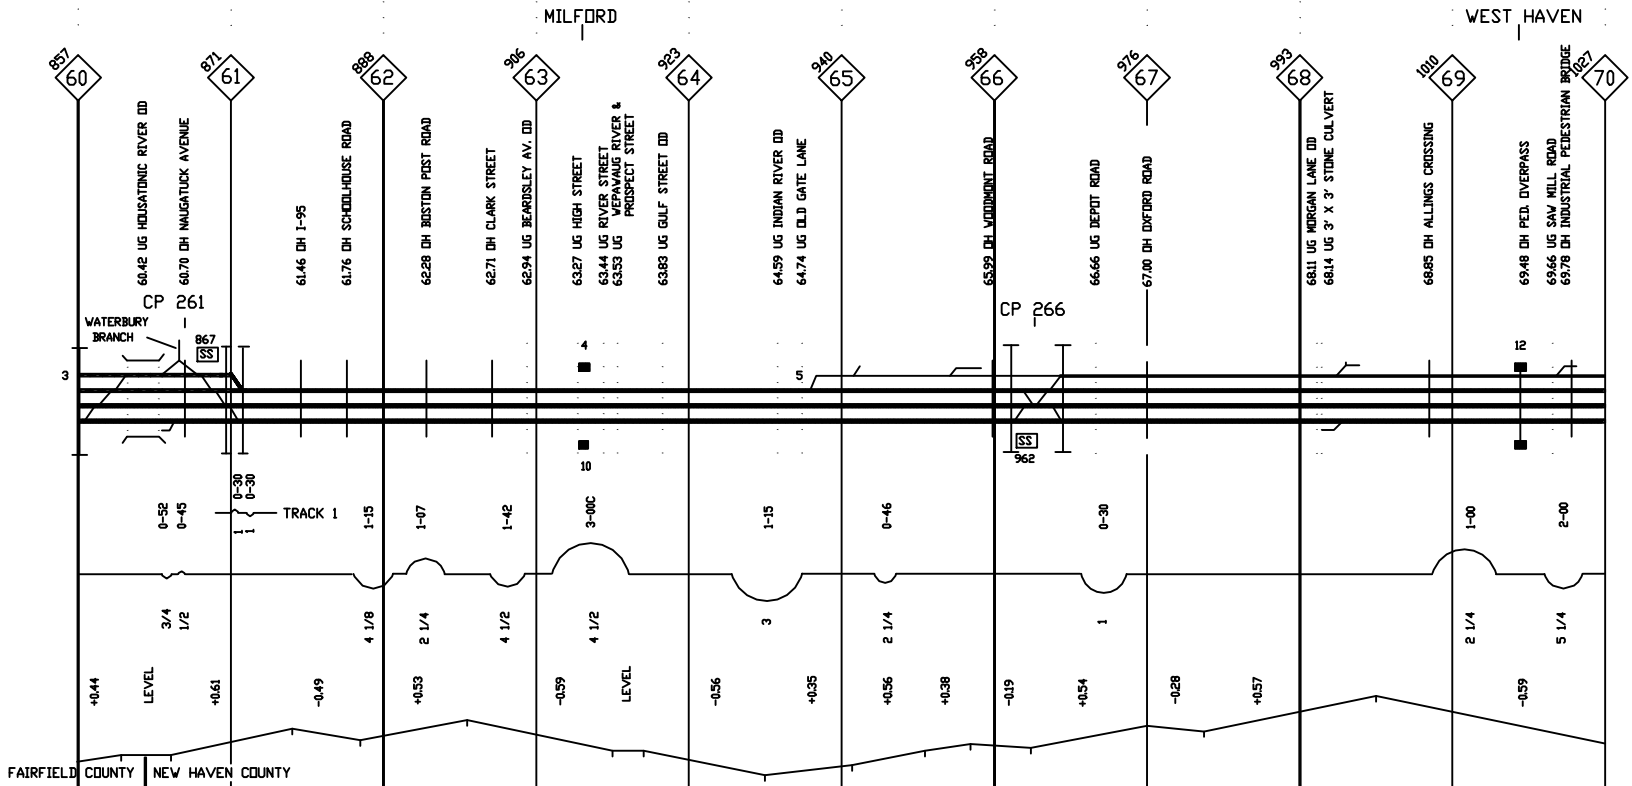 MILFORD
WEST HAVEN
857
871
888
906
923
940
958
976
993
1010
1027
60
61
62
63
64
65
66
67
68
69
70
60.42 UG HOUSATONIC RIVER OD
60.70 OH NAUGATUCK AVENUE
61.46 OH I-95
61.76 OH SCHOOLHOUSE ROAD
62.28 OH BOSTON POST ROAD
62.71 OH CLARK STREET
62.94 UG BEARDSLEY AV. OD
63.27 UG HIGH STREET
63.44 UG RIVER STREET
63.53 UG WEPAWAUG RIVER &
PROSPECT STREET
63.83 UG GULF STREET OD
64.59 UG INDIAN RIVER OD
64.74 UG OLD GATE LANE
65.99 OH WOODMONT ROAD
66.66 UG DEPOT ROAD
67.00 OH OXFORD ROAD
68.11 UG MORGAN LANE OD
68.14 UG 3' X 3' STONE CULVERT
68.85 OH ALLINGS CROSSING
69.48 OH PED. OVERPASS
69.66 UG SAW MILL ROAD
69.78 OH INDUSTRIAL PEDESTRIAN BRIDGE
CP 261
CP 266
WATERBURY
BRANCH
867
SS
4
12
3
5
SS
962
10
0-30
0-30
0-52
0-45
TRACK 1
1
1
1-15
1-07
1-42
3-00C
1-15
0-46
0-30
1-00
2-00
3/4
1/2
4 1/8
2 1/4
4 1/2
4 1/2
3
2 1/4
1
2 1/4
5 1/4
+0.44
LEVEL
+0.61
-0.49
+0.53
-0.59
LEVEL
-0.56
+0.35
+0.56
+0.38
-0.19
+0.54
-0.28
+0.57
-0.59
FAIRFIELD COUNTY
NEW HAVEN COUNTY